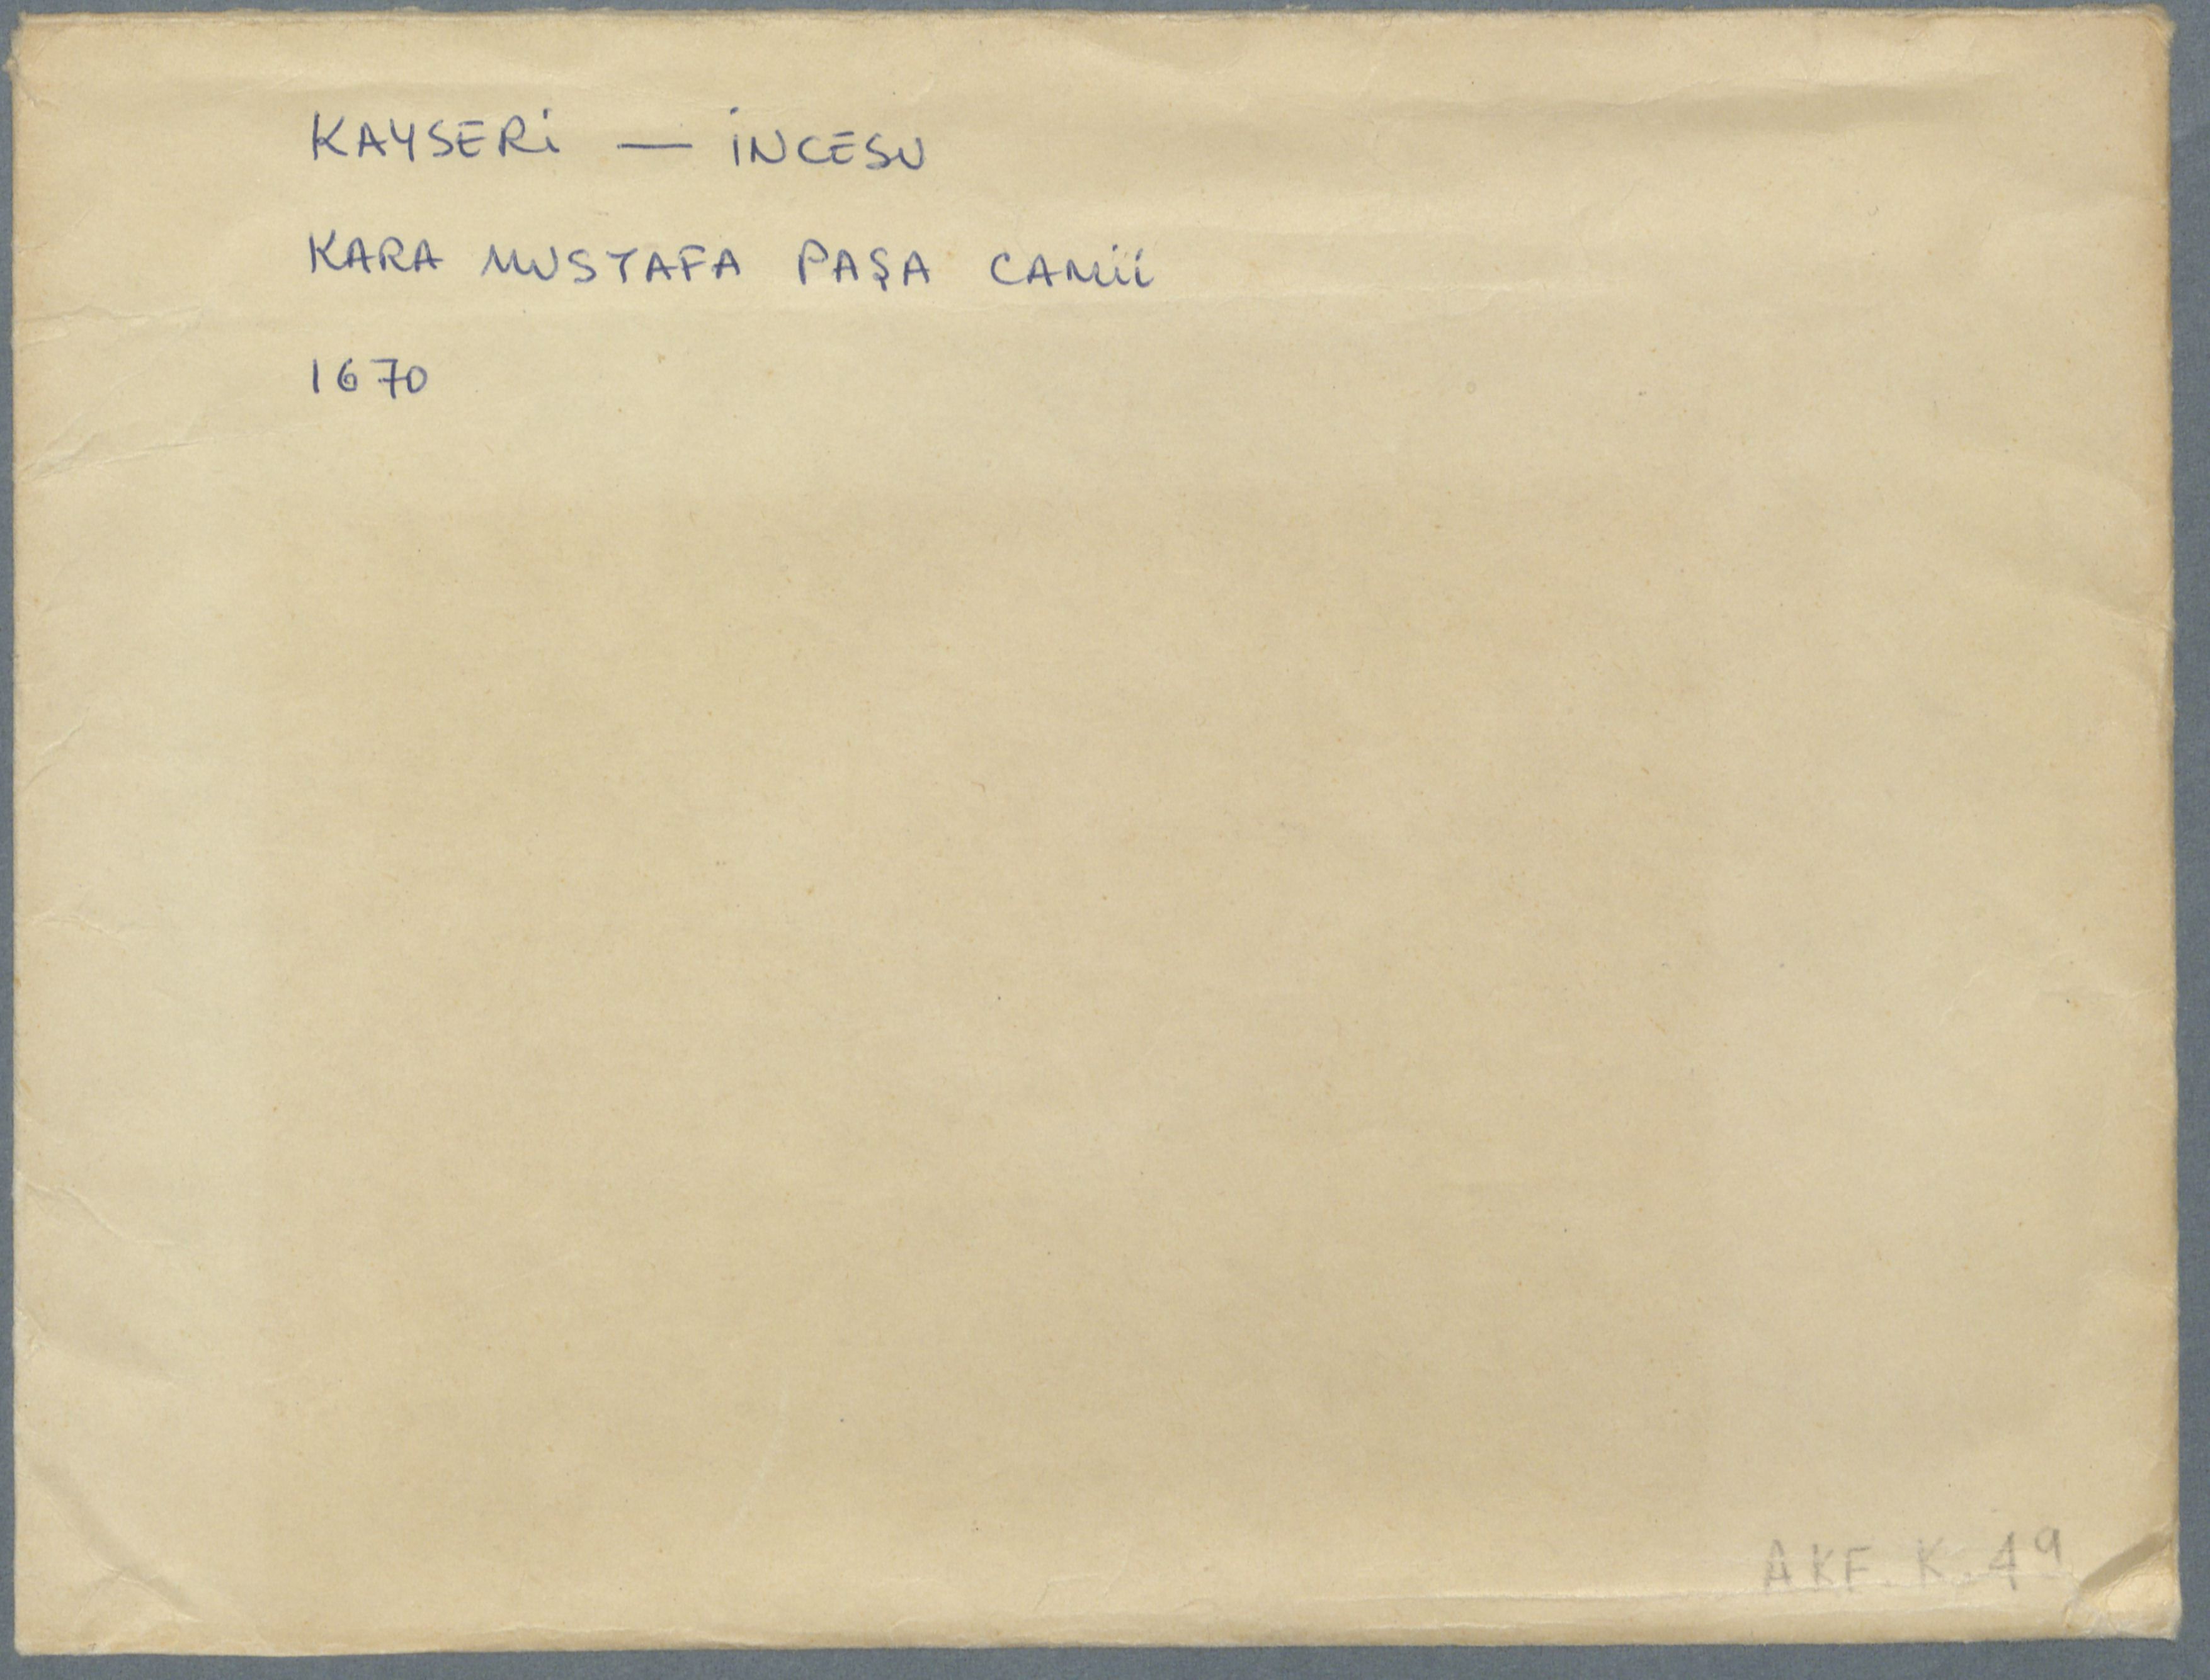 KAYSERİ — İNCESU
KARA MUSTAFA PAŞA CAMİİ
1670
AKF. K. 49